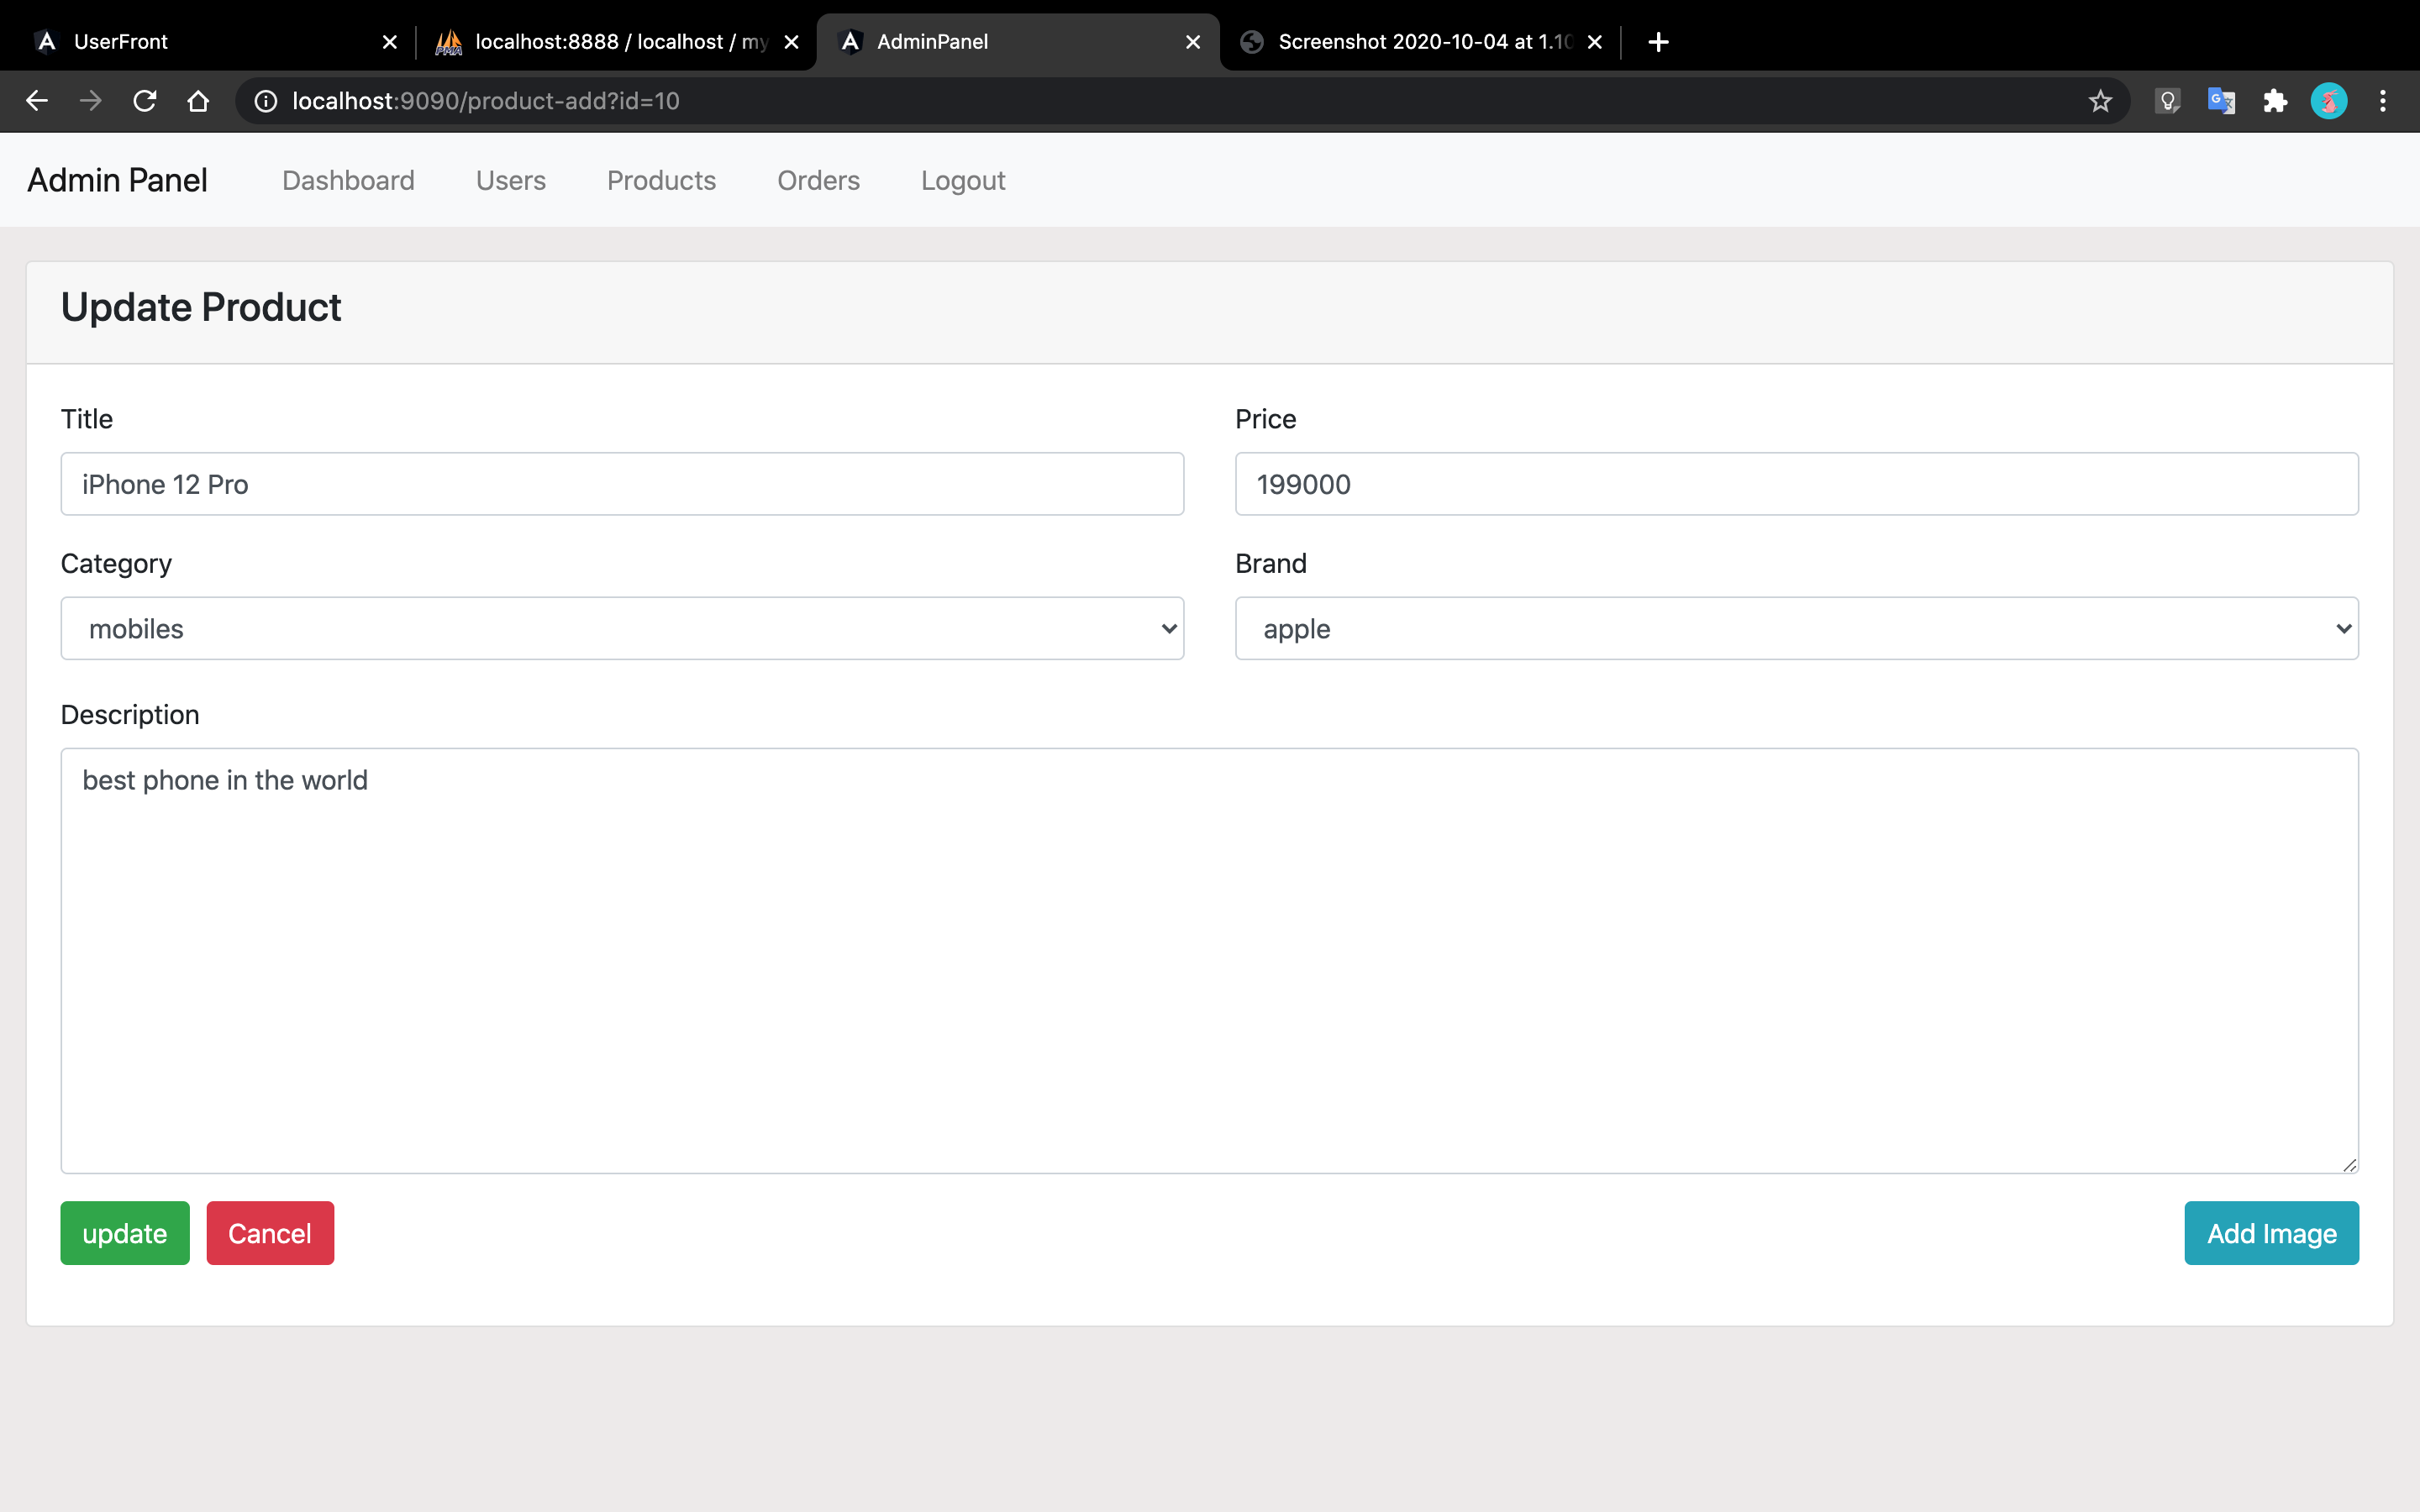 UserFront
localhost:8888 / localhost / my
AdminPanel
Screenshot 2020-10-04 at 1.10
localhost:9090/product-add?id=10
Admin Panel
Dashboard
Users
Products
Orders
Logout
Update Product
Title
Price
iPhone 12 Pro
199000
Category
Brand
mobiles
apple
Description
best phone in the world
update
Cancel
Add Image